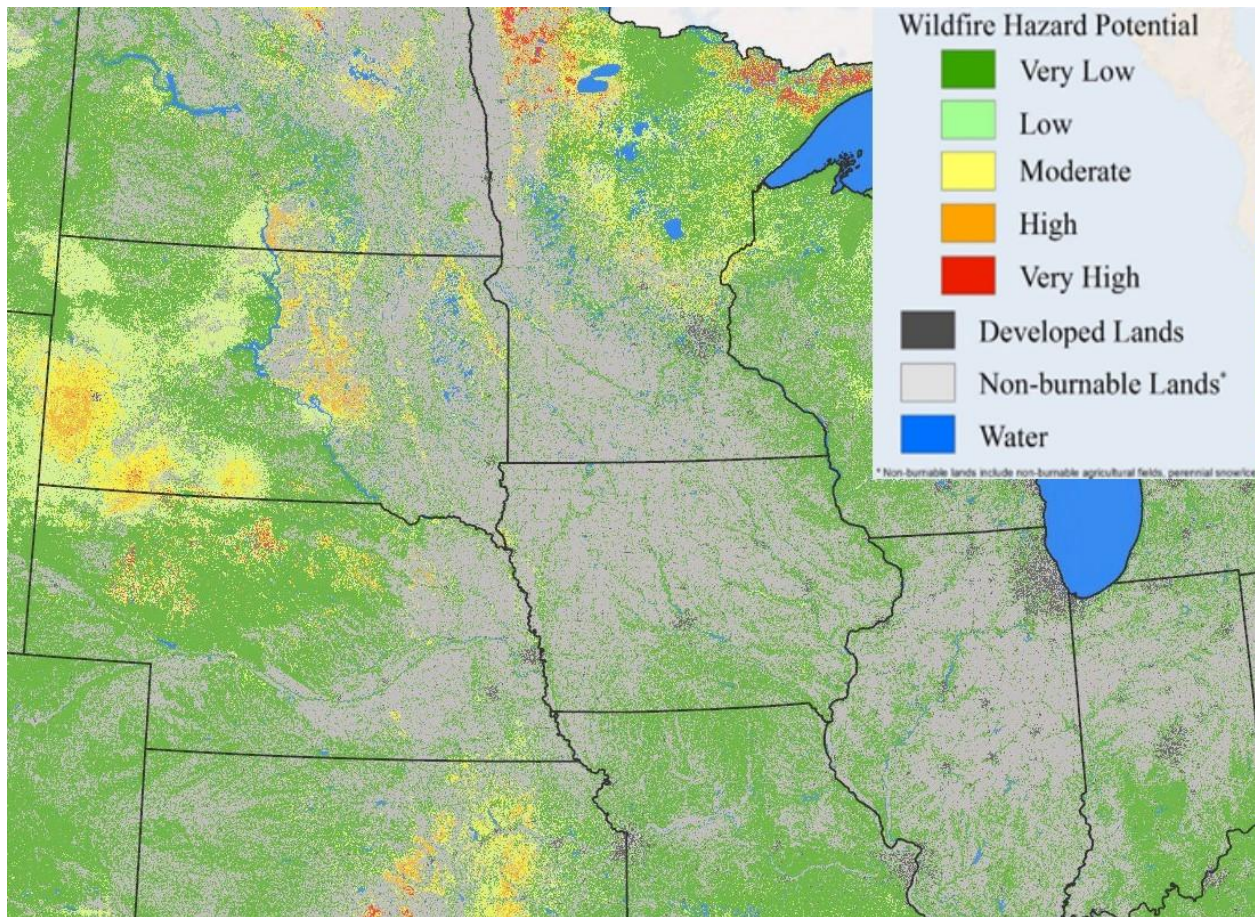 Wildfire Hazard Potential
Very Low
Low
Moderate
High
Very High
Developed Lands
Non-burnable Lands*
Water
* Non-burnable lands include non-burnable agricultural fields, perennial snow/ice